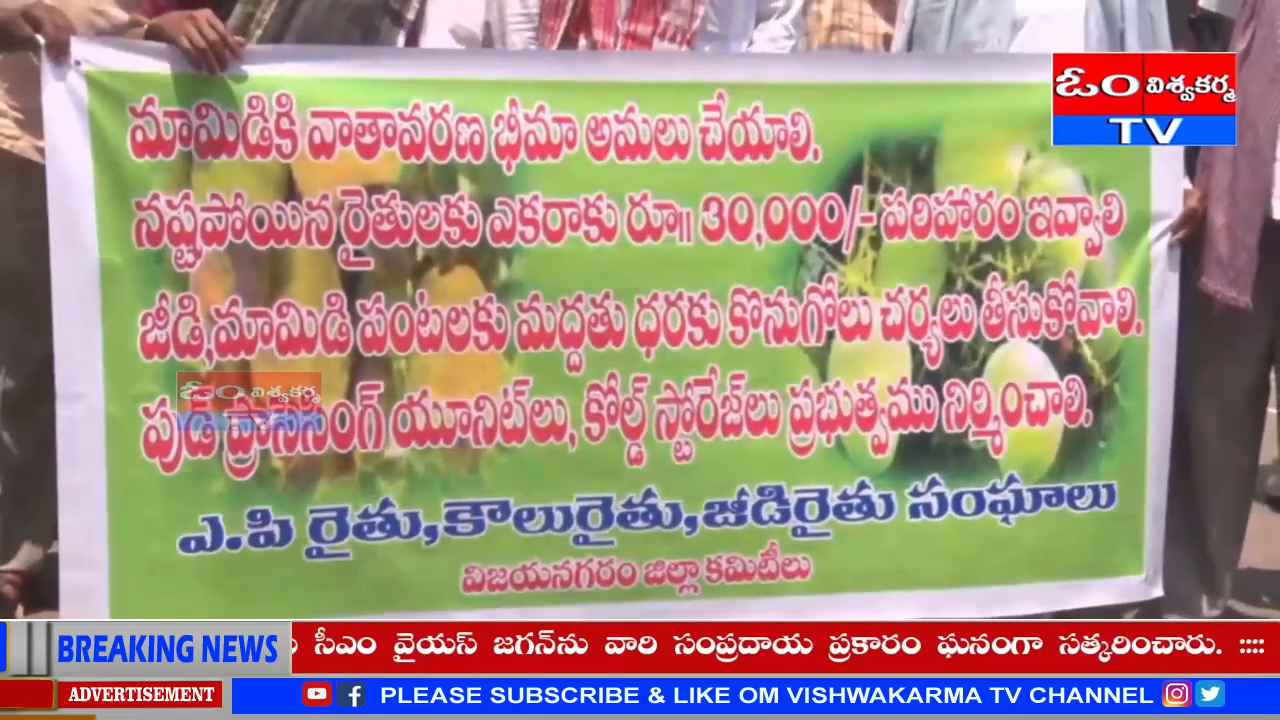 మామిడికి వాతావరణ భీమా అమలు చేయాలి.
నష్టపోయిన రైతులకు ఎకరాకు రూ॥ 30,000/- పరిహారం ఇవ్వాలి
జీడి,మామిడి పంటలకు మద్దతు ధరకు కొనుగోలు చర్యలు తీసుకోవాలి.
పుడ్ ప్రాసెసింగ్ యూనిట్‌లు, కోల్డ్ స్టోరేజ్‌లు ప్రభుత్వము నిర్మించాలి.
ఎ.పి రైతు,కౌలురైతు,జీడిరైతు సంఘాలు
విజయనగరం జిల్లా కమిటీలు
ఓం విశ్వకర్మ
TV
ఓం విశ్వకర్మ
TV
BREAKING NEWS
సీఎం వైయస్ జగన్‌ను వారి సంప్రదాయ ప్రకారం ఘనంగా సత్కరించారు. ::::
ADVERTISEMENT
PLEASE SUBSCRIBE & LIKE OM VISHWAKARMA TV CHANNEL